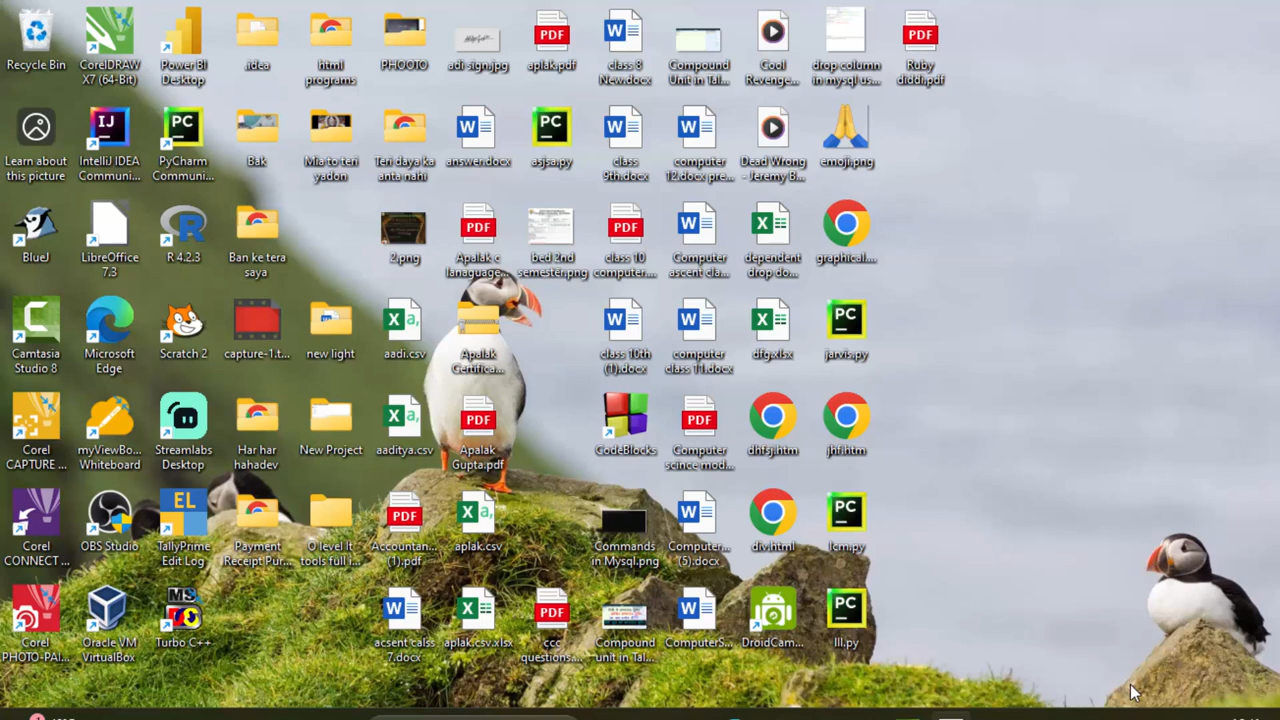 Recycle Bin
CorelDRAW
X7 (64-Bit)
Power BI
Desktop
.idea
html
programs
PHOOTO
adi-sign.jpg
aplak.pdf
class 8
New.docx
Compound
Unit in Tal...
Cool
Revenge...
drop column
in mysql us...
Ruby
diddi.pdf
Learn about
this picture
IntelliJ IDEA
Communi...
PyCharm
Communi...
Bak
Mia to teri
yadon
Teri daya ka
anta nahi
answer.docx
asjsa.py
class
9th.docx
computer
12.docx pre...
Dead Wrong
- Jeremy B...
emoji.png
BlueJ
LibreOffice
7.3
R 4.2.3
Ban ke tera
saya
2.png
Apalak c
lanaguage...
bed 2nd
semester.png
class 10
computer....
Computer
ascent cla...
dependent
drop do...
graphical....
Camtasia
Studio 8
Microsoft
Edge
Scratch 2
capture-1.t...
new light
aadi.csv
Apalak
Certifica...
class 10th
(1).docx
computer
class 11.docx
dfg.xlsx
jarvis.py
Corel
CAPTURE ...
myViewBo...
Whiteboard
Streamlabs
Desktop
Har har
hahadev
New Project
aaditya.csv
Apalak
Gupta.pdf
CodeBlocks
Computer
scince mod...
dhfsj.htm
jhfi.htm
Corel
CONNECT ...
OBS Studio
TallyPrime
Edit Log
Payment
Receipt Pur...
O level It
tools full i...
Accountan...
(1).pdf
aplak.csv
Commands
in Mysql.png
Computer...
(5).docx
div.html
lcm.py
Corel
PHOTO-PAI...
Oracle VM
VirtualBox
Turbo C++
acsent calss
7.docx
aplak.csv.xlsx
ccc
questions...
Compound
unit in Tal...
ComputerS...
DroidCam...
lll.py